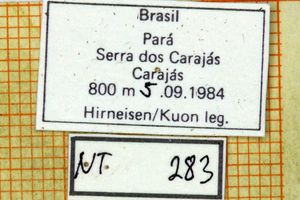 Brasil
Pará
Serra dos Carajás
Carajás
800 m 5.09.1984
Hirneisen/Kuon leg.
NT. 283